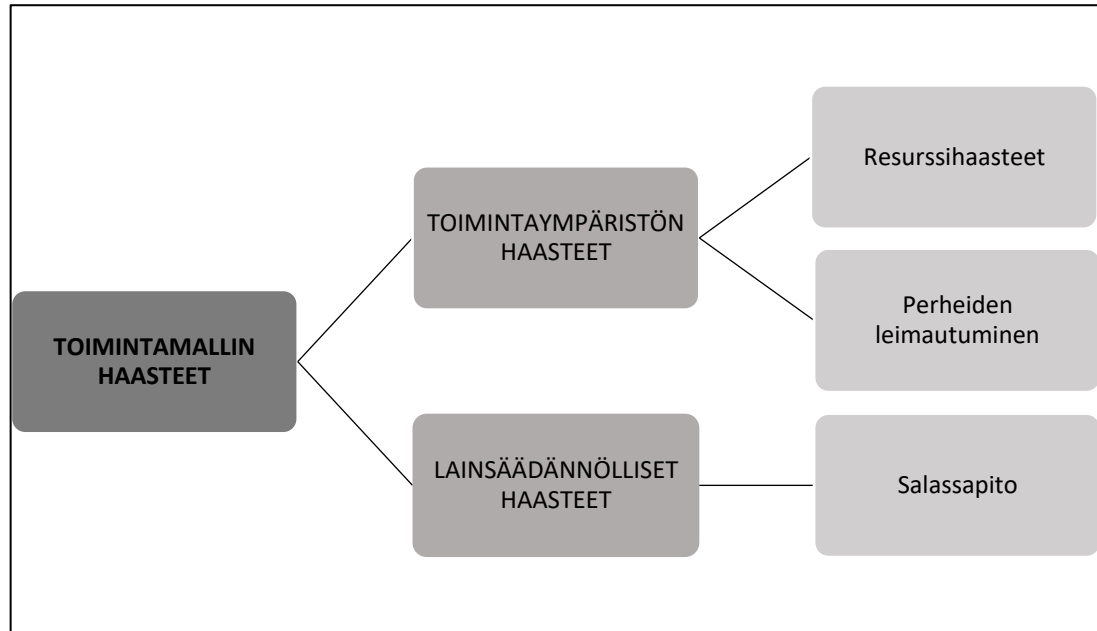 TOIMINTAMALLIN
HAASTEET
TOIMINTAYMPÄRISTÖN
HAASTEET
Resurssihaasteet
Perheiden
leimautuminen
LAINSÄÄDÄNNÖLLISET
HAASTEET
Salassapito